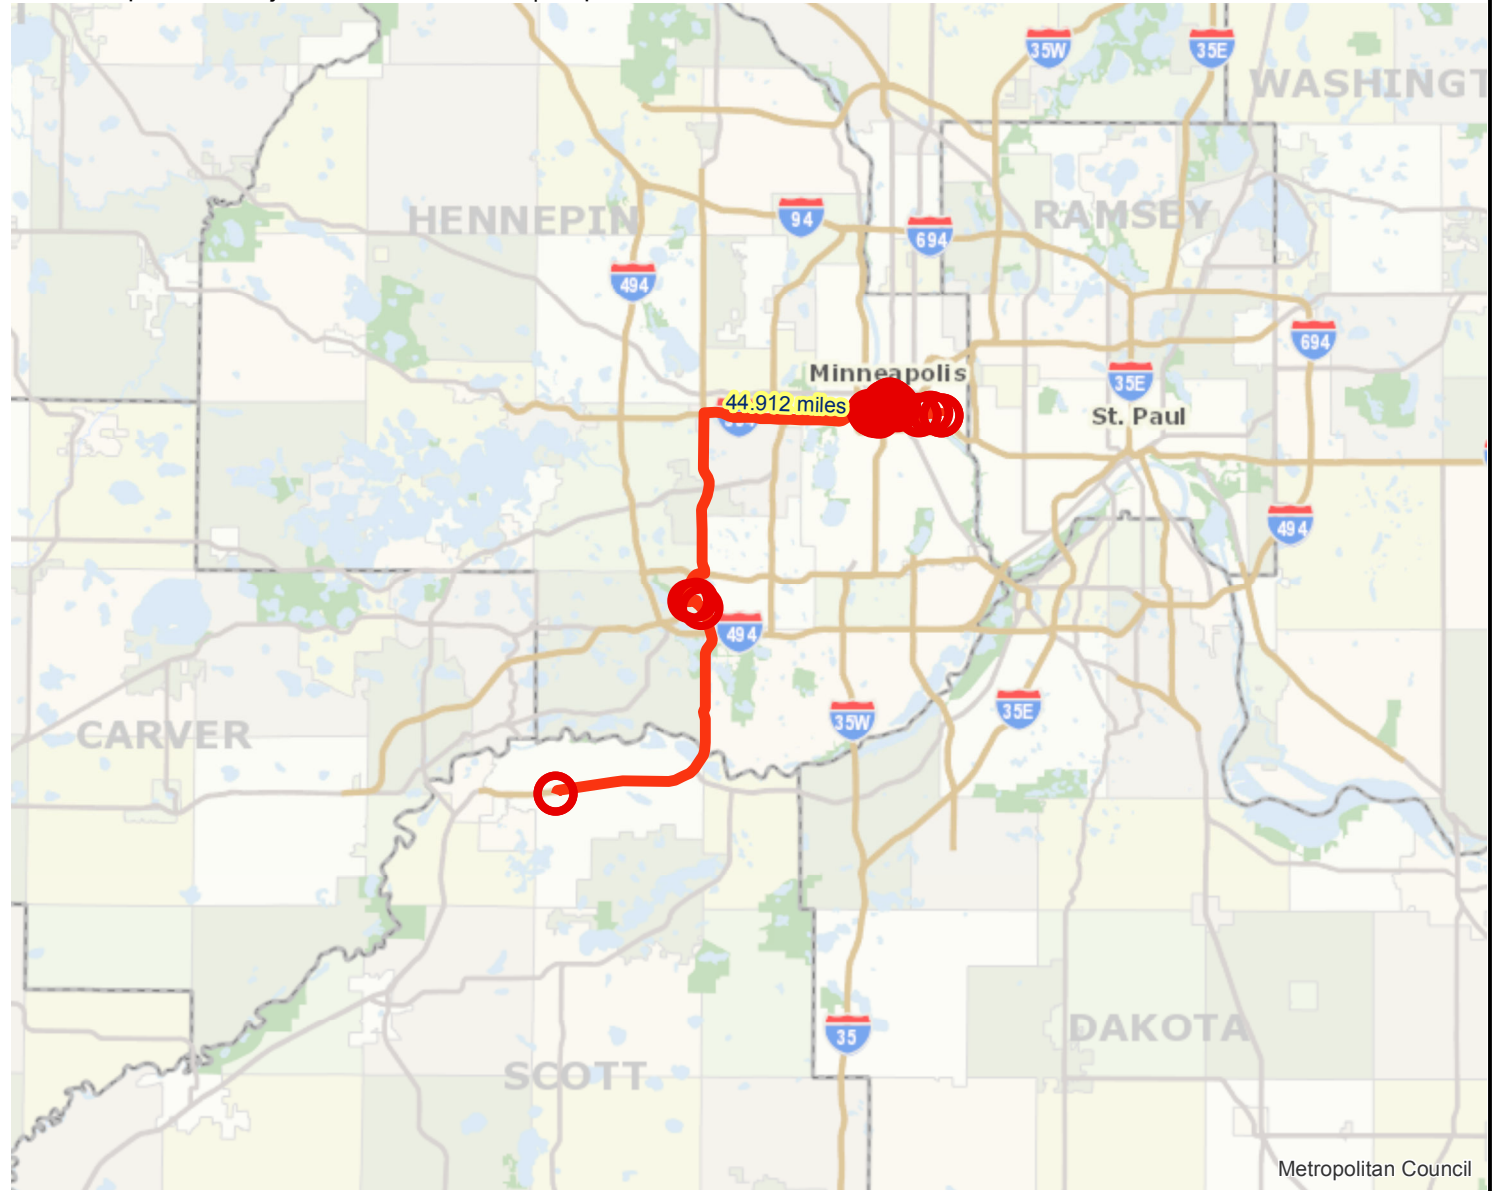 35W
35E
WASHINGT
HENNEPIN
94
RAMSEY
694
494
694
Minneapolis
35E
44.912 miles
St. Paul
494
494
CARVER
35W
35E
35
DAKOTA
SCOTT
Metropolitan Council